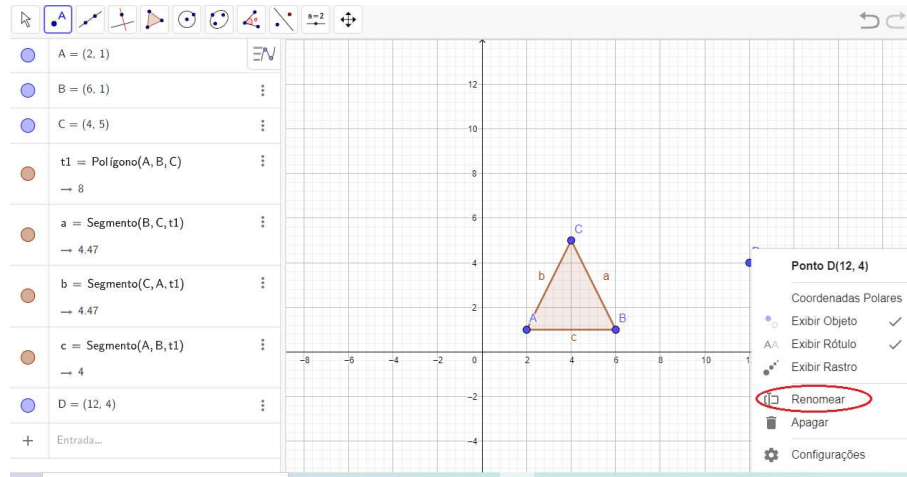 A
a=2
A = (2, 1)
B = (6, 1)
C = (4, 5)
t1 = Polígono(A, B, C)
→ 8
a = Segmento(B, C, t1)
→ 4.47
b = Segmento(C, A, t1)
→ 4.47
c = Segmento(A, B, t1)
→ 4
D = (12, 4)
+ Entrada...
12
10
8
6
4
2
−2
−4
−8 −6 −4 −2 0 2 4 6 8 10
C
b a
A B
c
Ponto D(12, 4)
Coordenadas Polares
Exibir Objeto
AA Exibir Rótulo
Exibir Rastro
Renomear
Apagar
Configurações